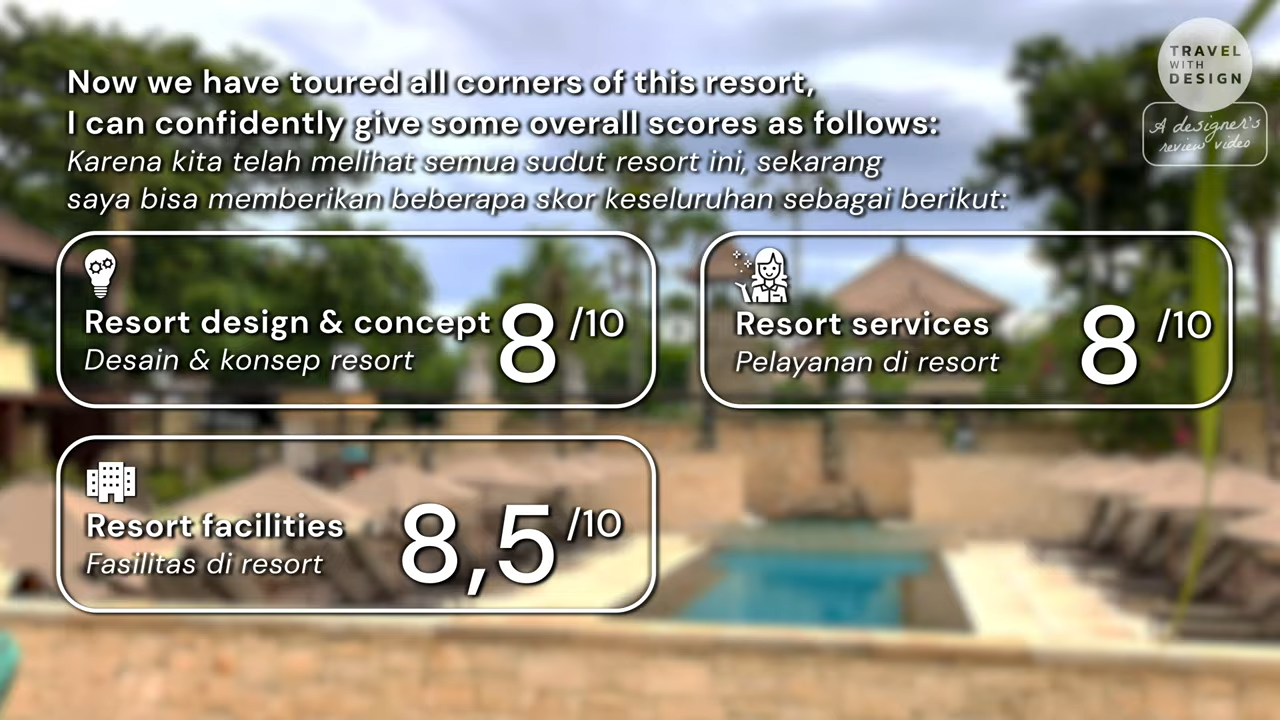 Now we have toured all corners of this resort,
I can confidently give some overall scores as follows:
Karena kita telah melihat semua sudut resort ini, sekarang
saya bisa memberikan beberapa skor keseluruhan sebagai berikut:
TRAVEL
WITH
DESIGN
A designer's
review video
Resort design & concept 8 /10
Desain & konsep resort
Resort services 8 /10
Pelayanan di resort
Resort facilities 8,5 /10
Fasilitas di resort